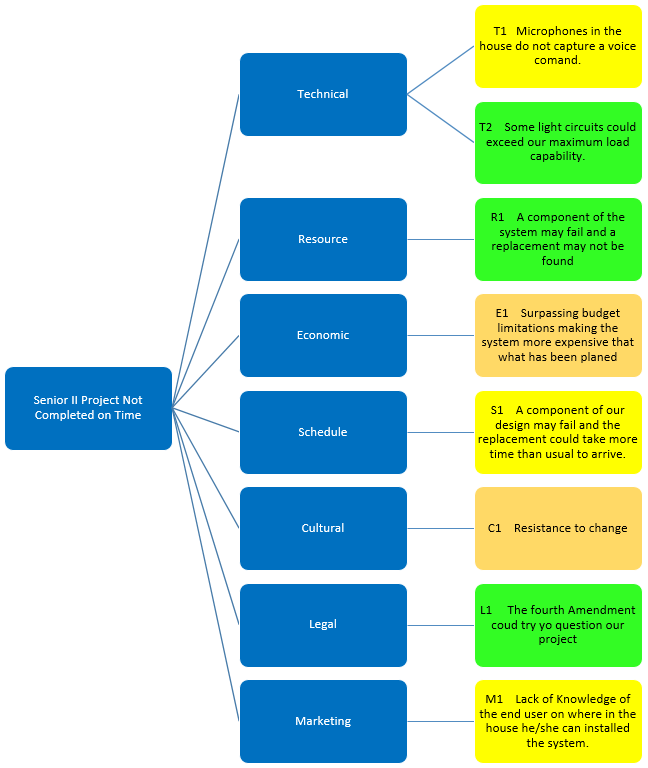 T1 Microphones in the
house do not capture a voice
comand.
Technical
T2 Some light circuits could
exceed our maximum load
capability.
Resource
R1 A component of the
system may fail and a
replacement may not be
found
Economic
E1 Surpassing budget
limitations making the
system more expensive that
what has been planed
Senior II Project Not
Completed on Time
Schedule
S1 A component of our
design may fail and the
replacement could take more
time than usual to arrive.
Cultural
C1 Resistance to change
Legal
L1 The fourth Amendment
coud try yo question our
project
Marketing
M1 Lack of Knowledge of
the end user on where in the
house he/she can installed
the system.